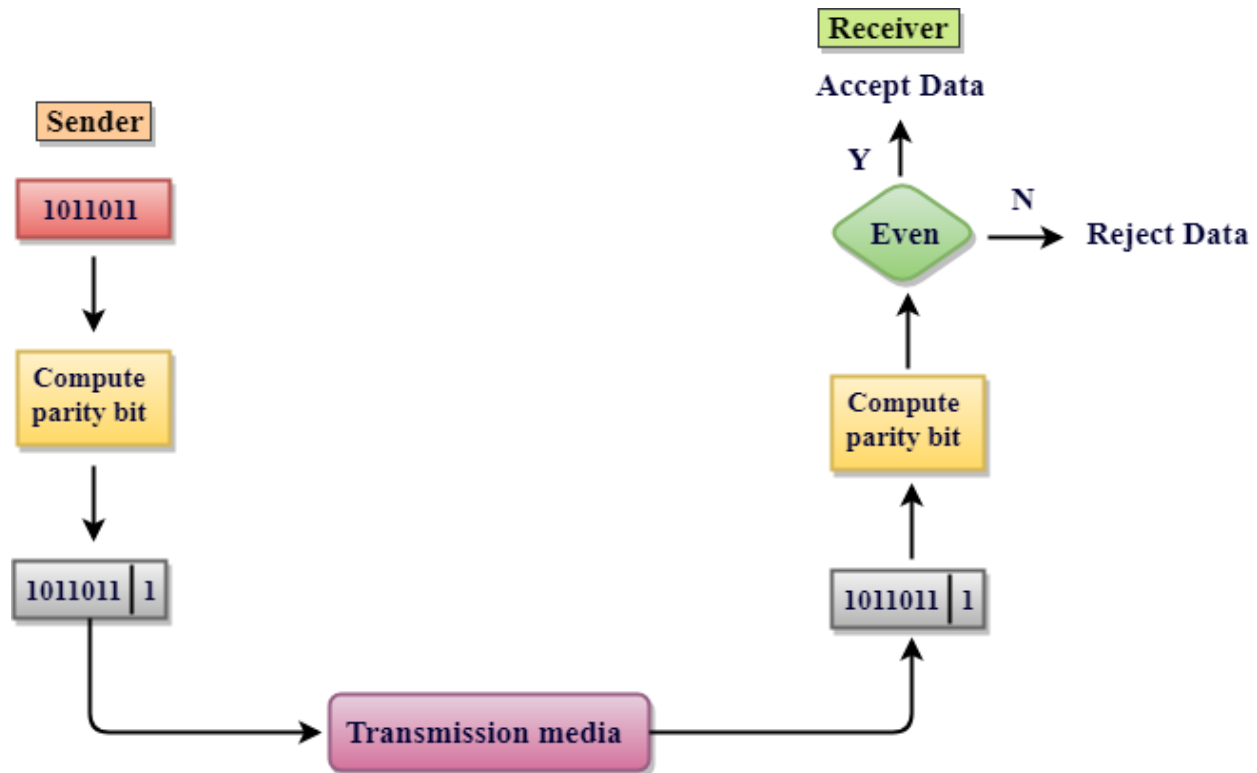 Sender
1011011
Compute
parity bit
1011011 | 1
Transmission media
Receiver
Accept Data
Y
Even
N
Reject Data
Compute
parity bit
1011011 | 1